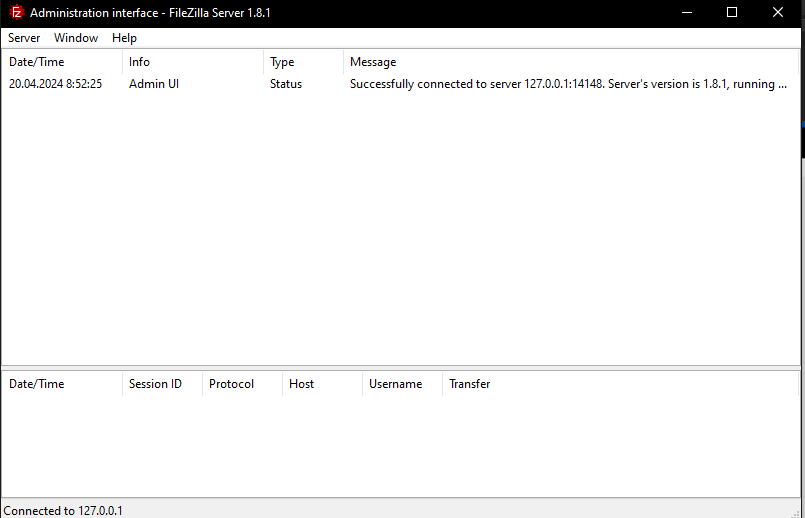 Administration interface - FileZilla Server 1.8.1
Server Window Help
Date/Time Info Type Message
20.04.2024 8:52:25 Admin UI Status Successfully connected to server 127.0.0.1:14148. Server's version is 1.8.1, running ...
Date/Time Session ID Protocol Host Username Transfer
Connected to 127.0.0.1